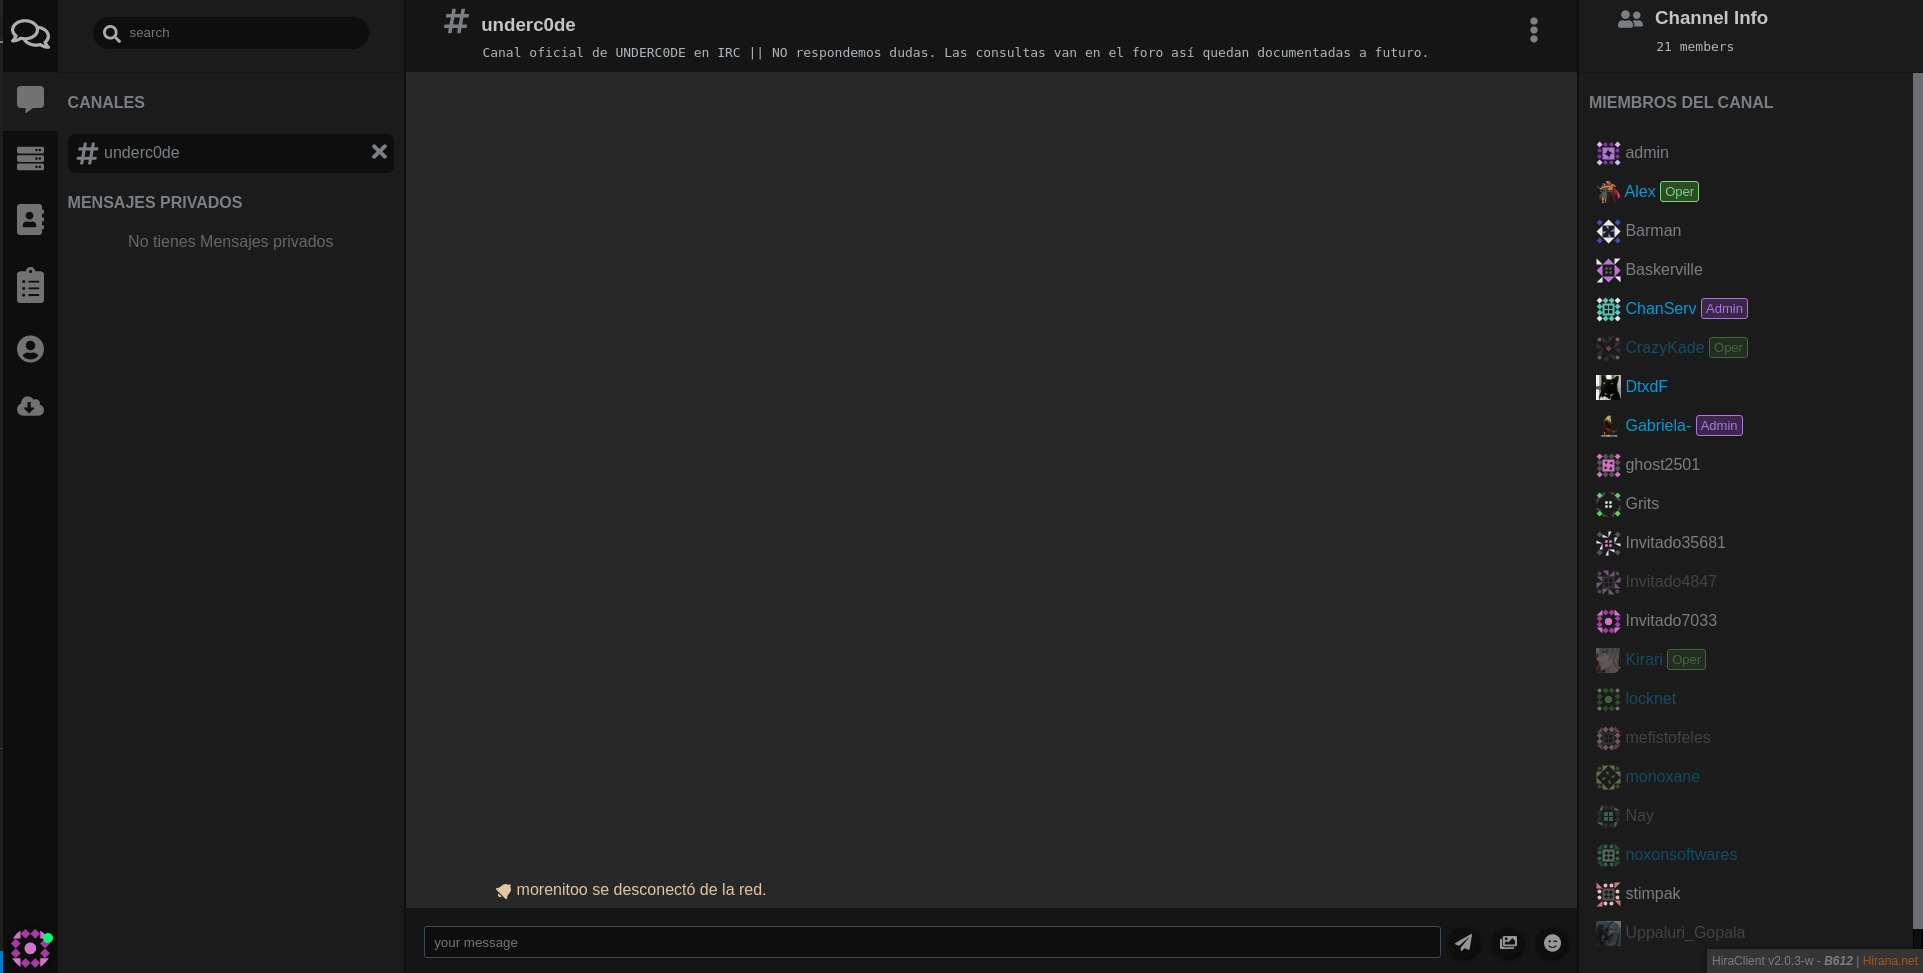 search
CANALES
underc0de
MENSAJES PRIVADOS
No tienes Mensajes privados
underc0de
Canal oficial de UNDERC0DE en IRC || NO respondemos dudas. Las consultas van en el foro así quedan documentadas a futuro.
morenitoo se desconectó de la red.
your message
Channel Info
21 members
MIEMBROS DEL CANAL
admin
Alex Oper
Barman
Baskerville
ChanServ Admin
CrazyKade Oper
DtxdF
Gabriela- Admin
ghost2501
Grits
Invitado35681
Invitado4847
Invitado7033
Kirari Oper
locknet
mefistofeles
monoxane
Nay
noxonsoftwares
stimpak
Uppaluri_Gopala
HiraClient v2.0.3-w - B612 | Hirana.net